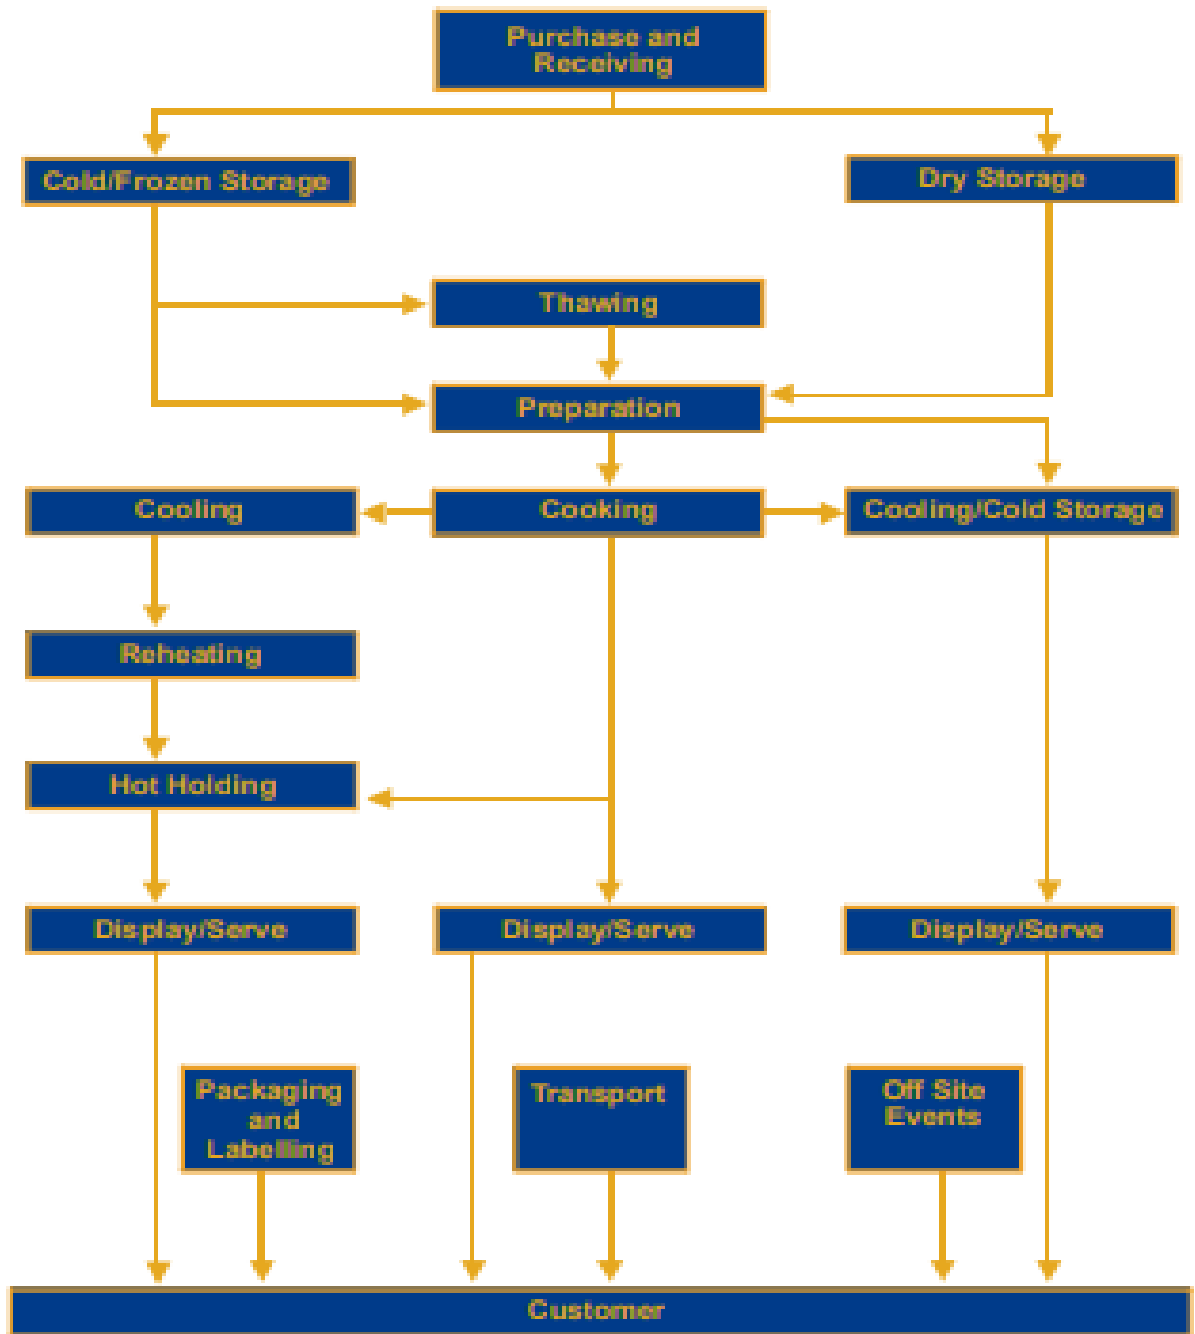 Purchase and
Receiving
Cold/Frozen Storage
Dry Storage
Thawing
Preparation
Cooling
Cooking
Cooling/Cold Storage
Reheating
Hot Holding
Display/Serve
Display/Serve
Display/Serve
Packaging
and
Labelling
Transport
Off Site
Events
Customer